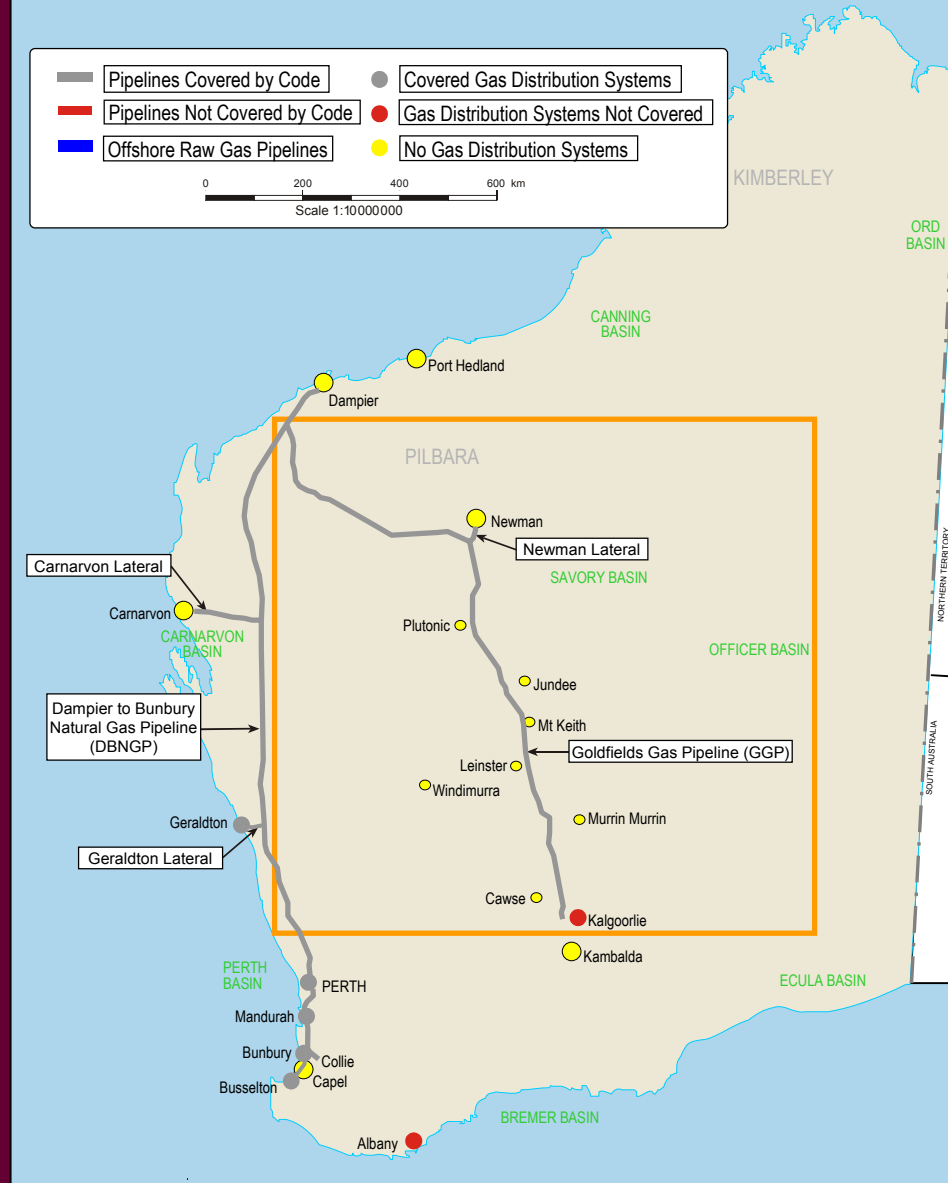 Pipelines Covered by Code
Covered Gas Distribution Systems
Pipelines Not Covered by Code
Gas Distribution Systems Not Covered
Offshore Raw Gas Pipelines
No Gas Distribution Systems
0 200 400 600 km
Scale 1:10000000
KIMBERLEY
ORD
BASIN
CANNING
BASIN
Port Hedland
Dampier
PILBARA
Newman
Newman Lateral
NORTHERN TERRITORY
Carnarvon Lateral
SAVORY BASIN
Carnarvon
CARNARVON
BASIN
Plutonic
OFFICER BASIN
Jundee
Dampier to Bunbury
Natural Gas Pipeline
(DBNGP)
Mt Keith
Goldfields Gas Pipeline (GGP)
SOUTH AUSTRALIA
Leinster
Windimurra
Geraldton
Murrin Murrin
Geraldton Lateral
Cawse
Kalgoorlie
Kambalda
PERTH
BASIN
ECULA BASIN
PERTH
Mandurah
Bunbury
Collie
Capel
Busselton
BREMER BASIN
Albany